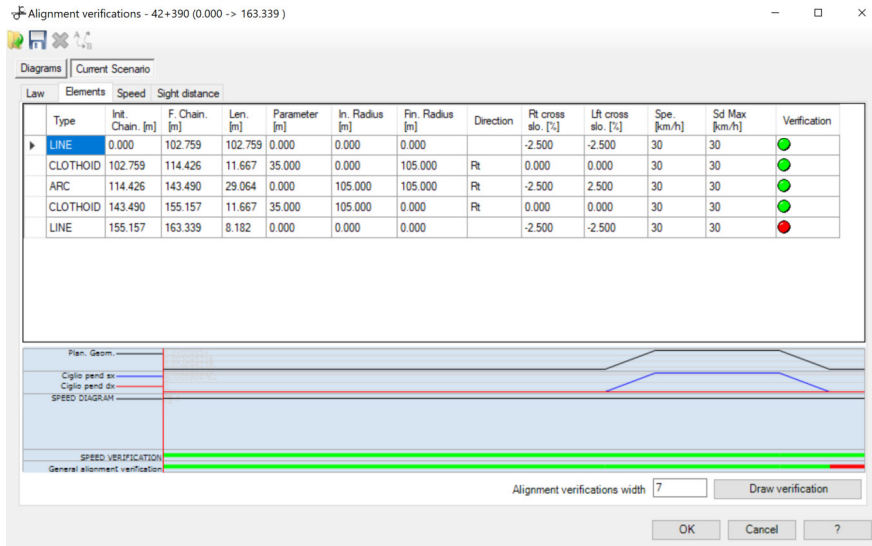 Alignment verifications - 42+390 (0.000 -> 163.339 )
Diagrams Current Scenario
Law Elements Speed Sight distance
Type Init. Chain. [m] F. Chain. [m] Len. [m] Parameter [m] In. Radius [m] Fin. Radius [m] Direction Rt cross slo. [%] Lft cross slo. [%] Spe. [km/h] Sd Max [km/h] Verification
LINE 0.000 102.759 102.759 0.000 0.000 0.000 -2.500 -2.500 30 30
CLOTHOID 102.759 114.426 11.667 35.000 0.000 105.000 Rt 0.000 0.000 30 30
ARC 114.426 143.490 29.064 0.000 105.000 105.000 Rt -2.500 2.500 30 30
CLOTHOID 143.490 155.157 11.667 35.000 105.000 0.000 Rt 0.000 0.000 30 30
LINE 155.157 163.339 8.182 0.000 0.000 0.000 -2.500 -2.500 30 30
Plan. Geom.
Ciglio pend sx
Ciglio pend dx
SPEED DIAGRAM
SPEED VERIFICATION
General alignment verification
Alignment verifications width 7 Draw verification
OK Cancel ?